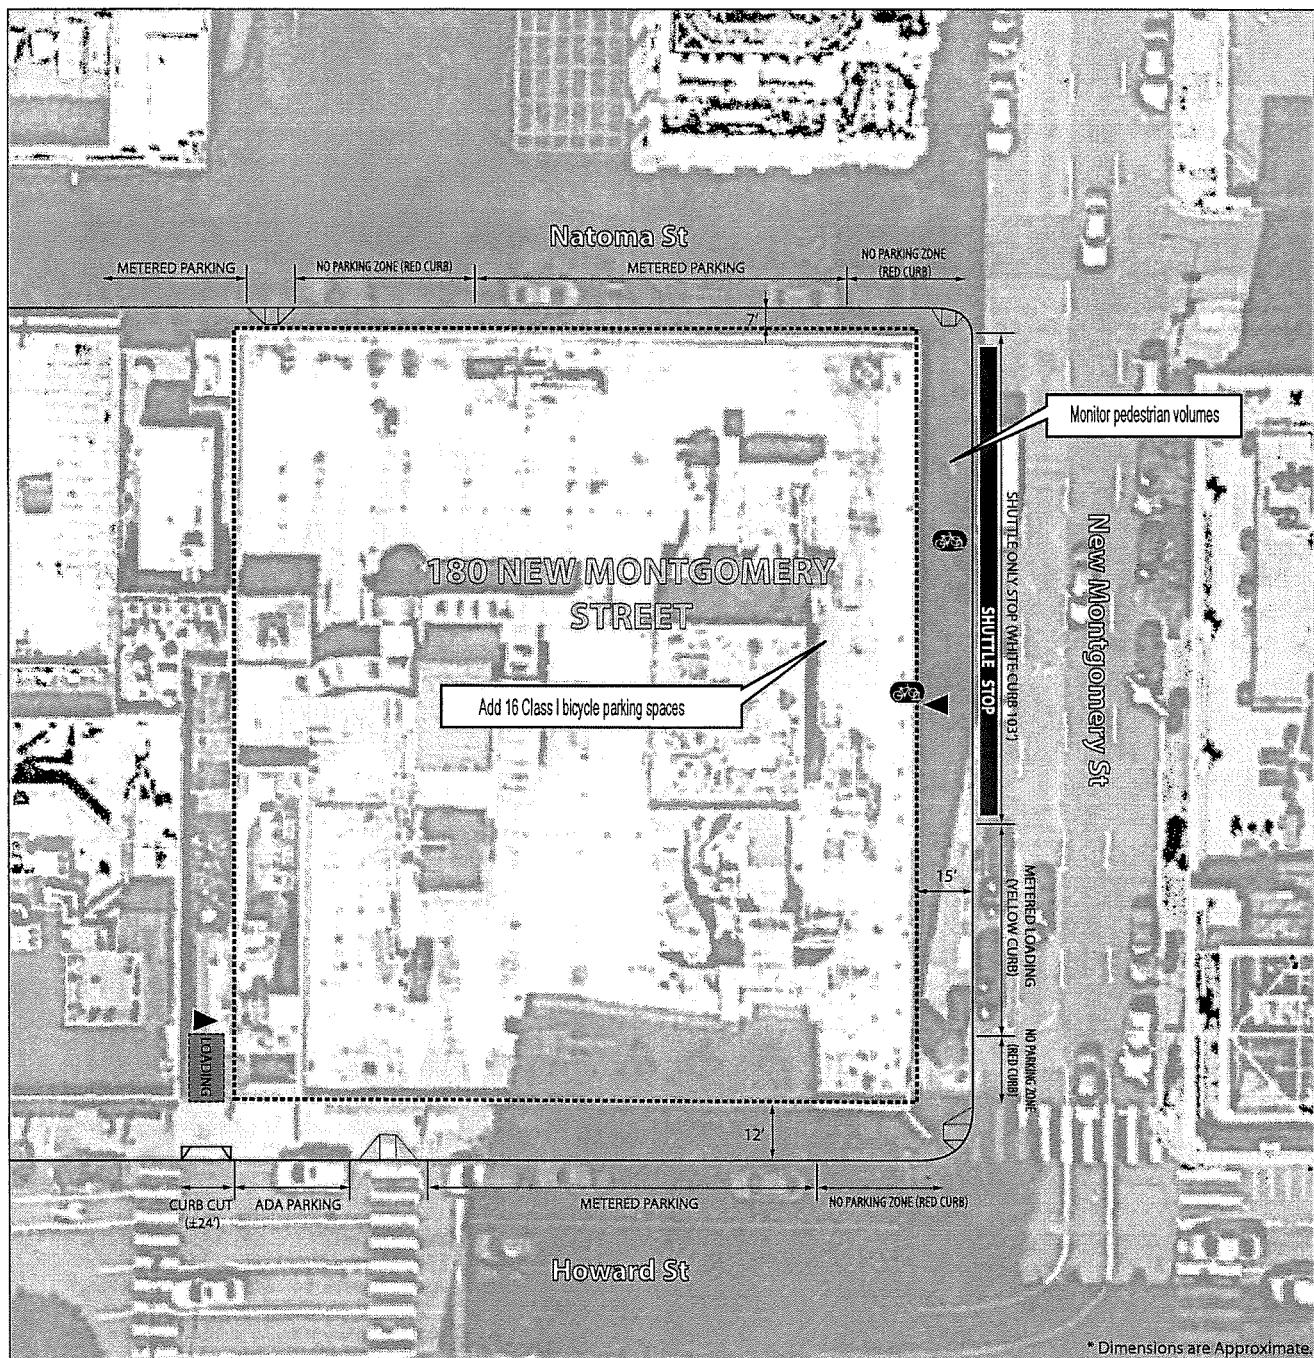 Natoma St
METERED PARKING
NO PARKING ZONE (RED CURB)
METERED PARKING
NO PARKING ZONE
(RED CURB)
7'
Monitor pedestrian volumes
SHUTTLE ONLY STOP (WHITE CURB 103')
SHUTTLE STOP
New Montgomery St
180 NEW MONTGOMERY
STREET
Add 16 Class I bicycle parking spaces
15'
METERED LOADING
(YELLOW CURB)
NO PARKING ZONE
(RED CURB)
LOADING
12'
CURB CUT
(±24')
ADA PARKING
METERED PARKING
NO PARKING ZONE (RED CURB)
Howard St
* Dimensions are Approximate.